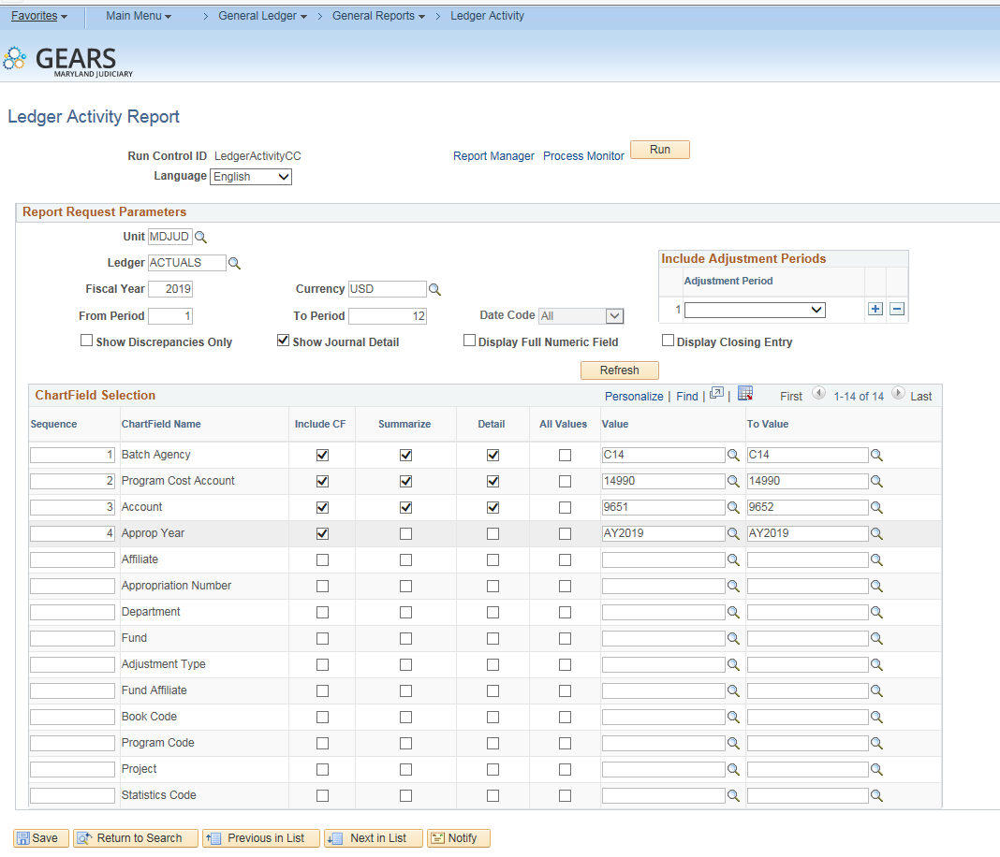 Favorites Main Menu > General Ledger > General Reports > Ledger Activity
GEARS
MARYLAND JUDICIARY
Ledger Activity Report
Run Control ID LedgerActivityCC Report Manager Process Monitor Run
Language English
Report Request Parameters
Unit MDJUD
Ledger ACTUALS
Include Adjustment Periods
Adjustment Period
Fiscal Year 2019 Currency USD
1
From Period 1 To Period 12 Date Code All
Show Discrepancies Only Show Journal Detail Display Full Numeric Field Display Closing Entry
Refresh
ChartField Selection Personalize | Find | | First 1-14 of 14 Last
Sequence ChartField Name Include CF Summarize Detail All Values Value To Value
1 Batch Agency C14 C14
2 Program Cost Account 14990 14990
3 Account 9651 9652
4 Approp Year AY2019 AY2019
Affiliate
Appropriation Number
Department
Fund
Adjustment Type
Fund Affiliate
Book Code
Program Code
Project
Statistics Code
Save Return to Search Previous in List Next in List Notify